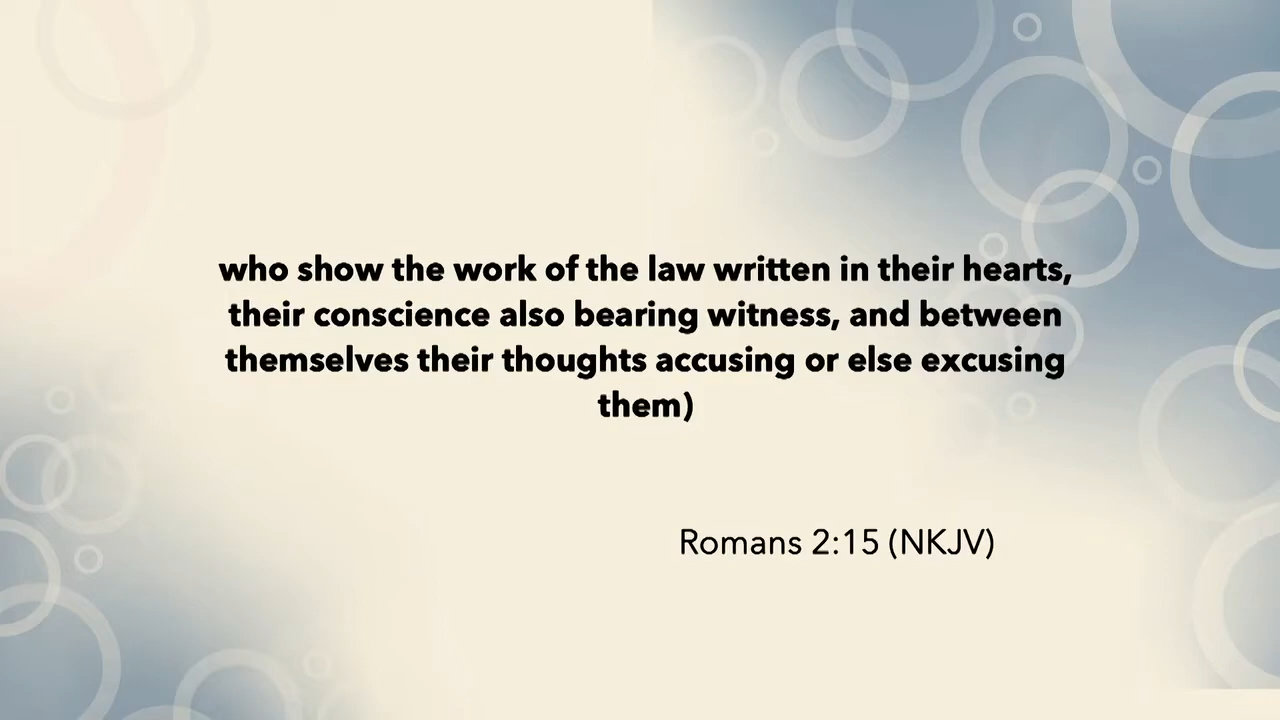 who show the work of the law written in their hearts,
their conscience also bearing witness, and between
themselves their thoughts accusing or else excusing
them)
Romans 2:15 (NKJV)